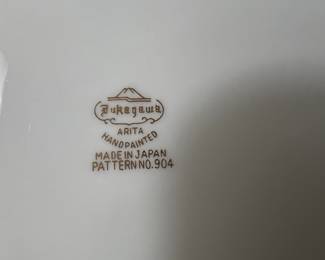 Fukagawa
ARITA
HANDPAINTED
MADE IN JAPAN
PATTERN NO. 904